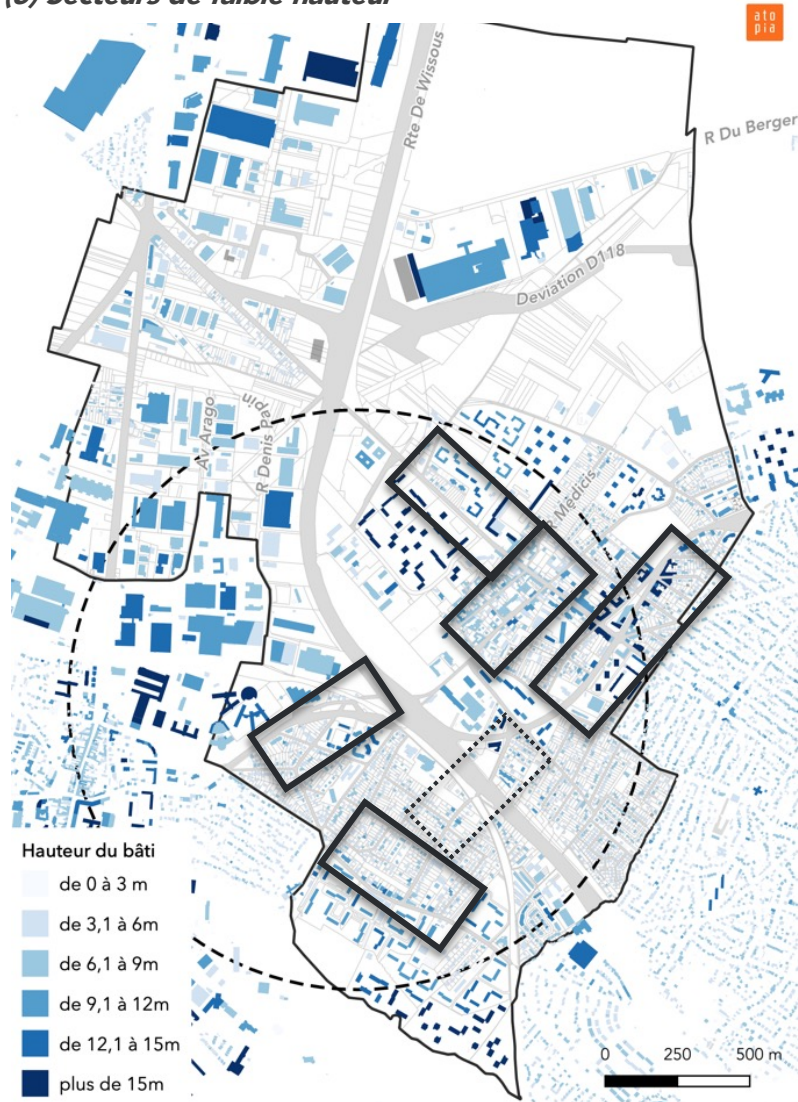 (3) Secteurs de faible hauteur
ato
pia
Rte De Wissous
R Du Berger
Deviation D118
Av Arago
R Denis Papin
R Médicis
Hauteur du bâti
de 0 à 3 m
de 3,1 à 6m
de 6,1 à 9m
de 9,1 à 12m
de 12,1 à 15m
plus de 15m
0 250 500 m